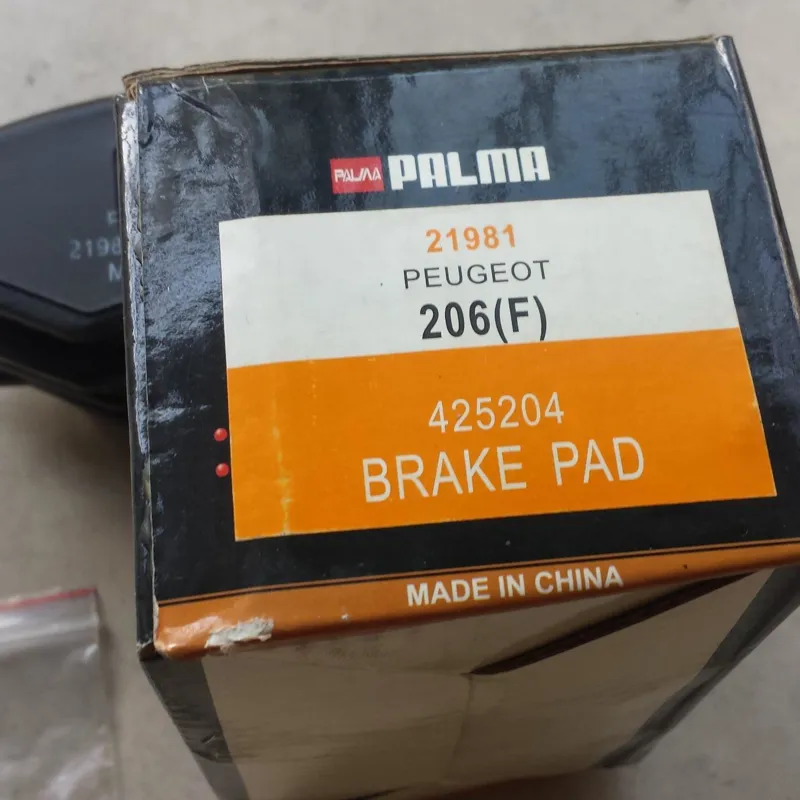 PALMA PALMA
21981
PEUGEOT
206(F)
425204
BRAKE PAD
MADE IN CHINA